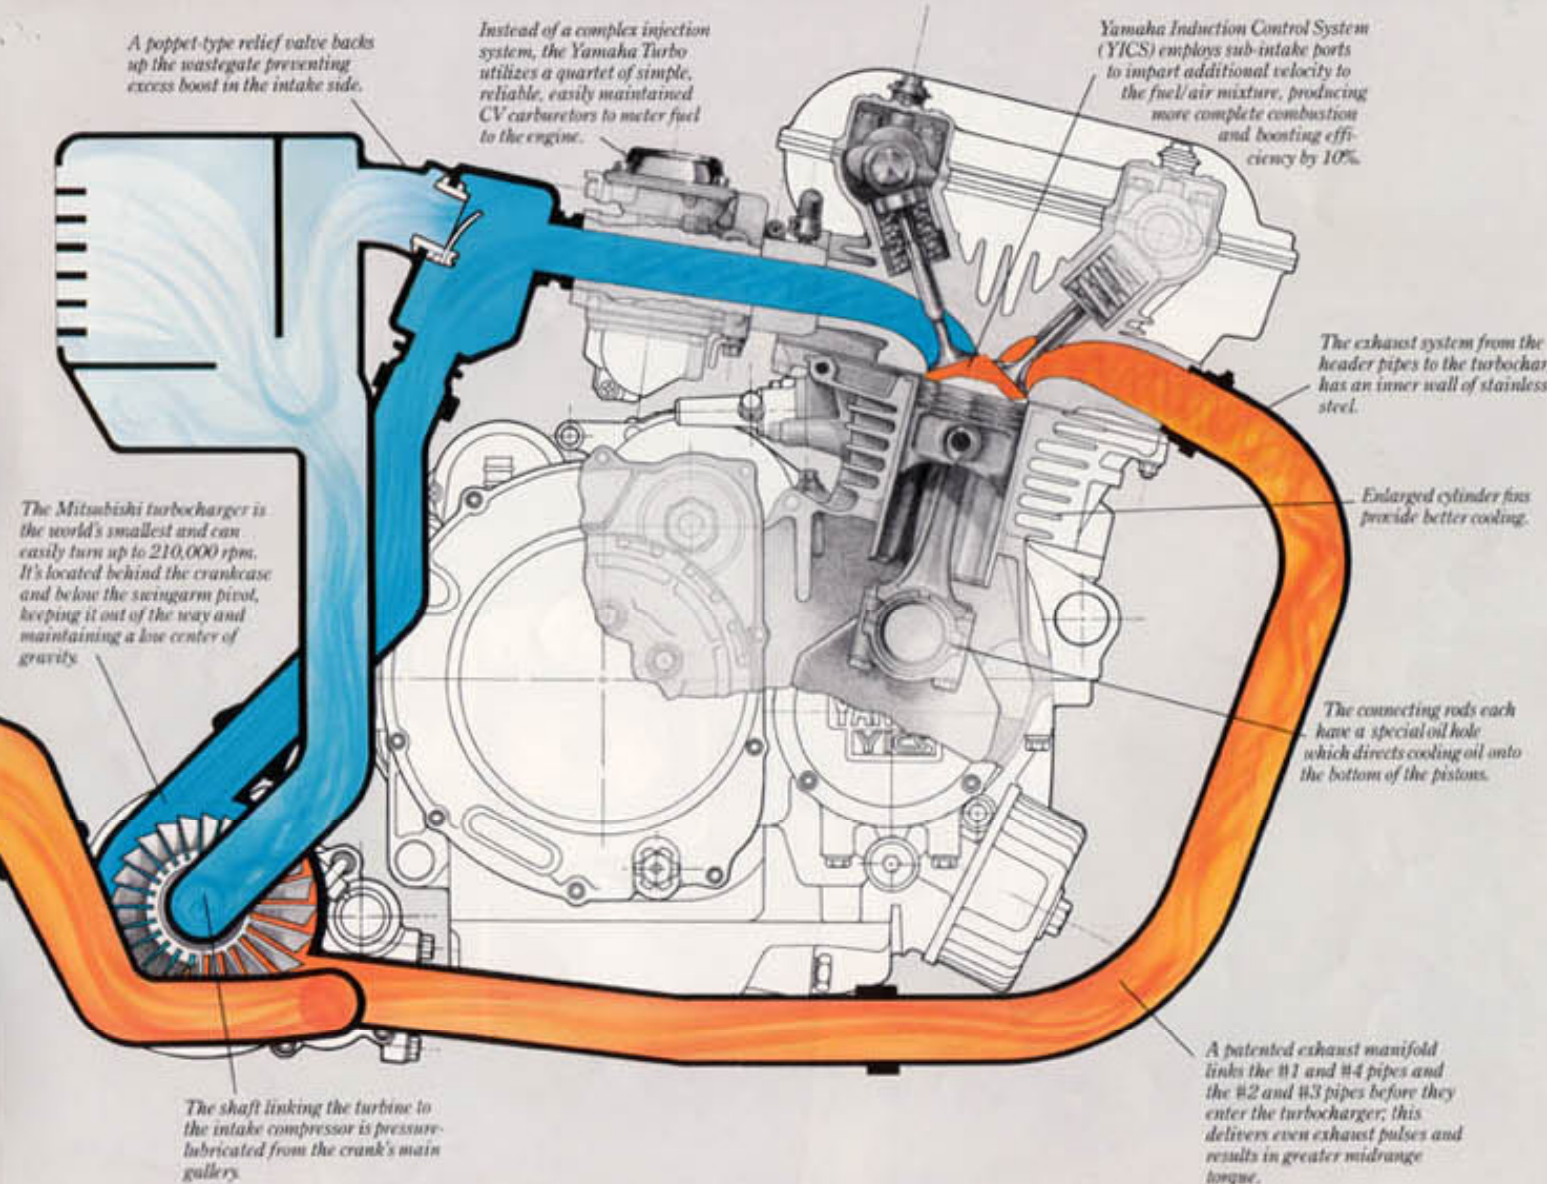 A poppet-type relief valve backs
up the wastegate preventing
excess boost in the intake side.
Instead of a complex injection
system, the Yamaha Turbo
utilizes a quartet of simple,
reliable, easily maintained
CV carburetors to meter fuel
to the engine.
Yamaha Induction Control System
(YICS) employs sub-intake ports
to impart additional velocity to
the fuel/air mixture, producing
more complete combustion
and boosting effi-
ciency by 10%.
The exhaust system from the
header pipes to the turbochar
has an inner wall of stainless
steel.
Enlarged cylinder fins
provide better cooling.
The Mitsubishi turbocharger is
the world's smallest and can
easily turn up to 210,000 rpm.
It's located behind the crankcase
and below the swingarm pivot,
keeping it out of the way and
maintaining a low center of
gravity.
The connecting rods each
have a special oil hole
which directs cooling oil onto
the bottom of the pistons.
A patented exhaust manifold
links the #1 and #4 pipes and
the #2 and #3 pipes before they
enter the turbocharger; this
delivers even exhaust pulses and
results in greater midrange
torque.
The shaft linking the turbine to
the intake compressor is pressure-
lubricated from the crank's main
gallery.